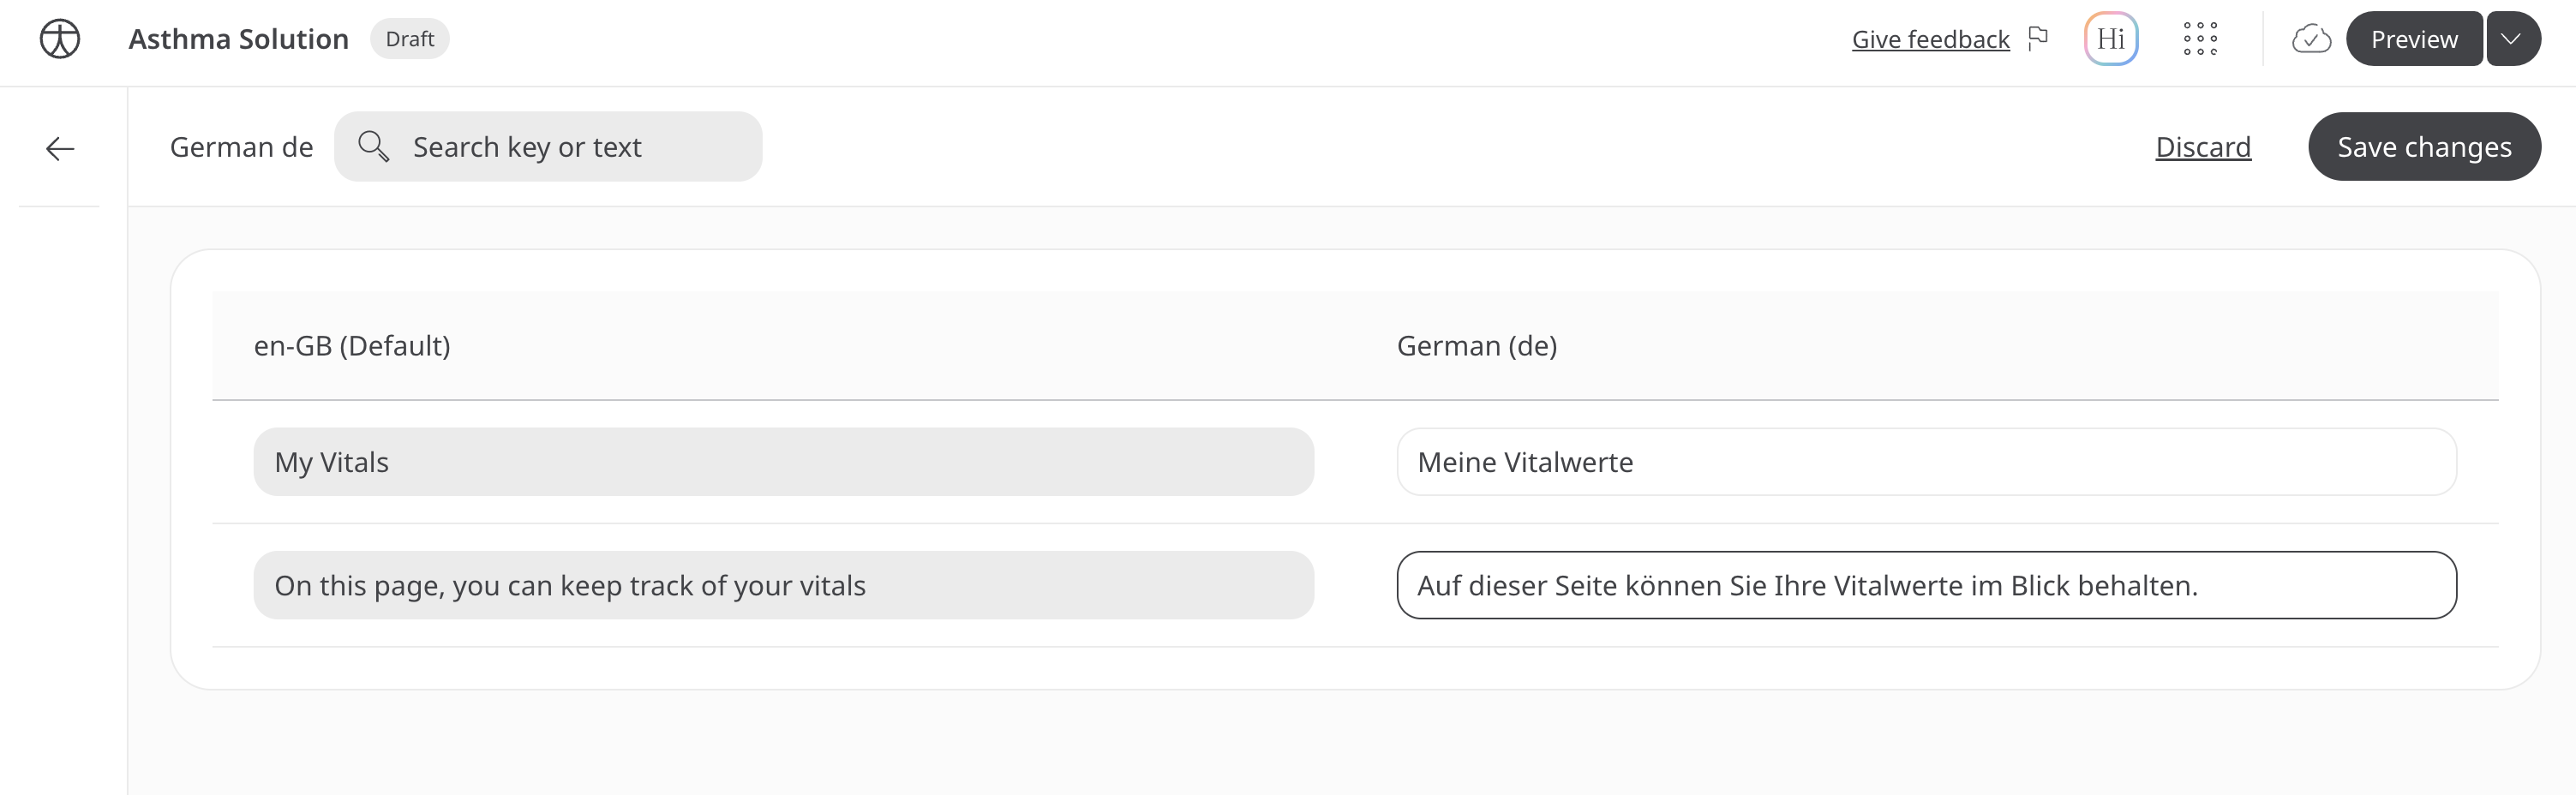 Asthma Solution Draft Give feedback Hi Preview
German de Search key or text Discard Save changes
en-GB (Default) German (de)
My Vitals Meine Vitalwerte
On this page, you can keep track of your vitals Auf dieser Seite können Sie Ihre Vitalwerte im Blick behalten.